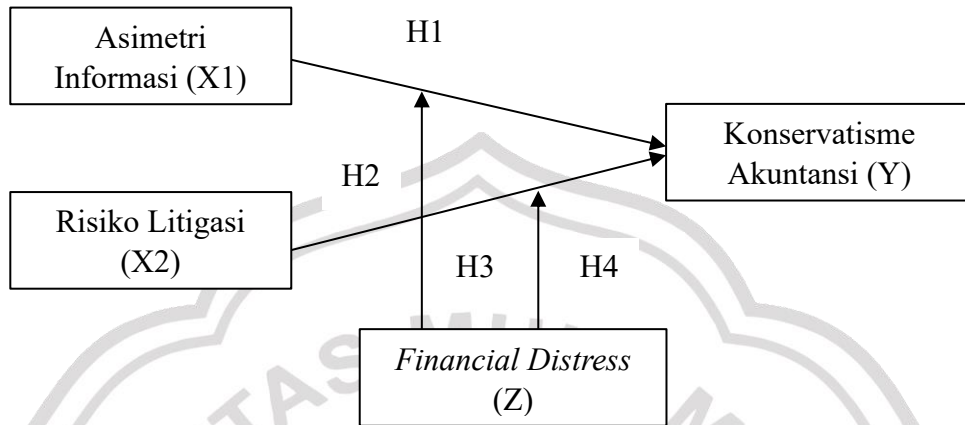 Asimetri
Informasi (X1)
H1
Konservatisme
Akuntansi (Y)
H2
Risiko Litigasi
(X2)
H3
H4
Financial Distress
(Z)